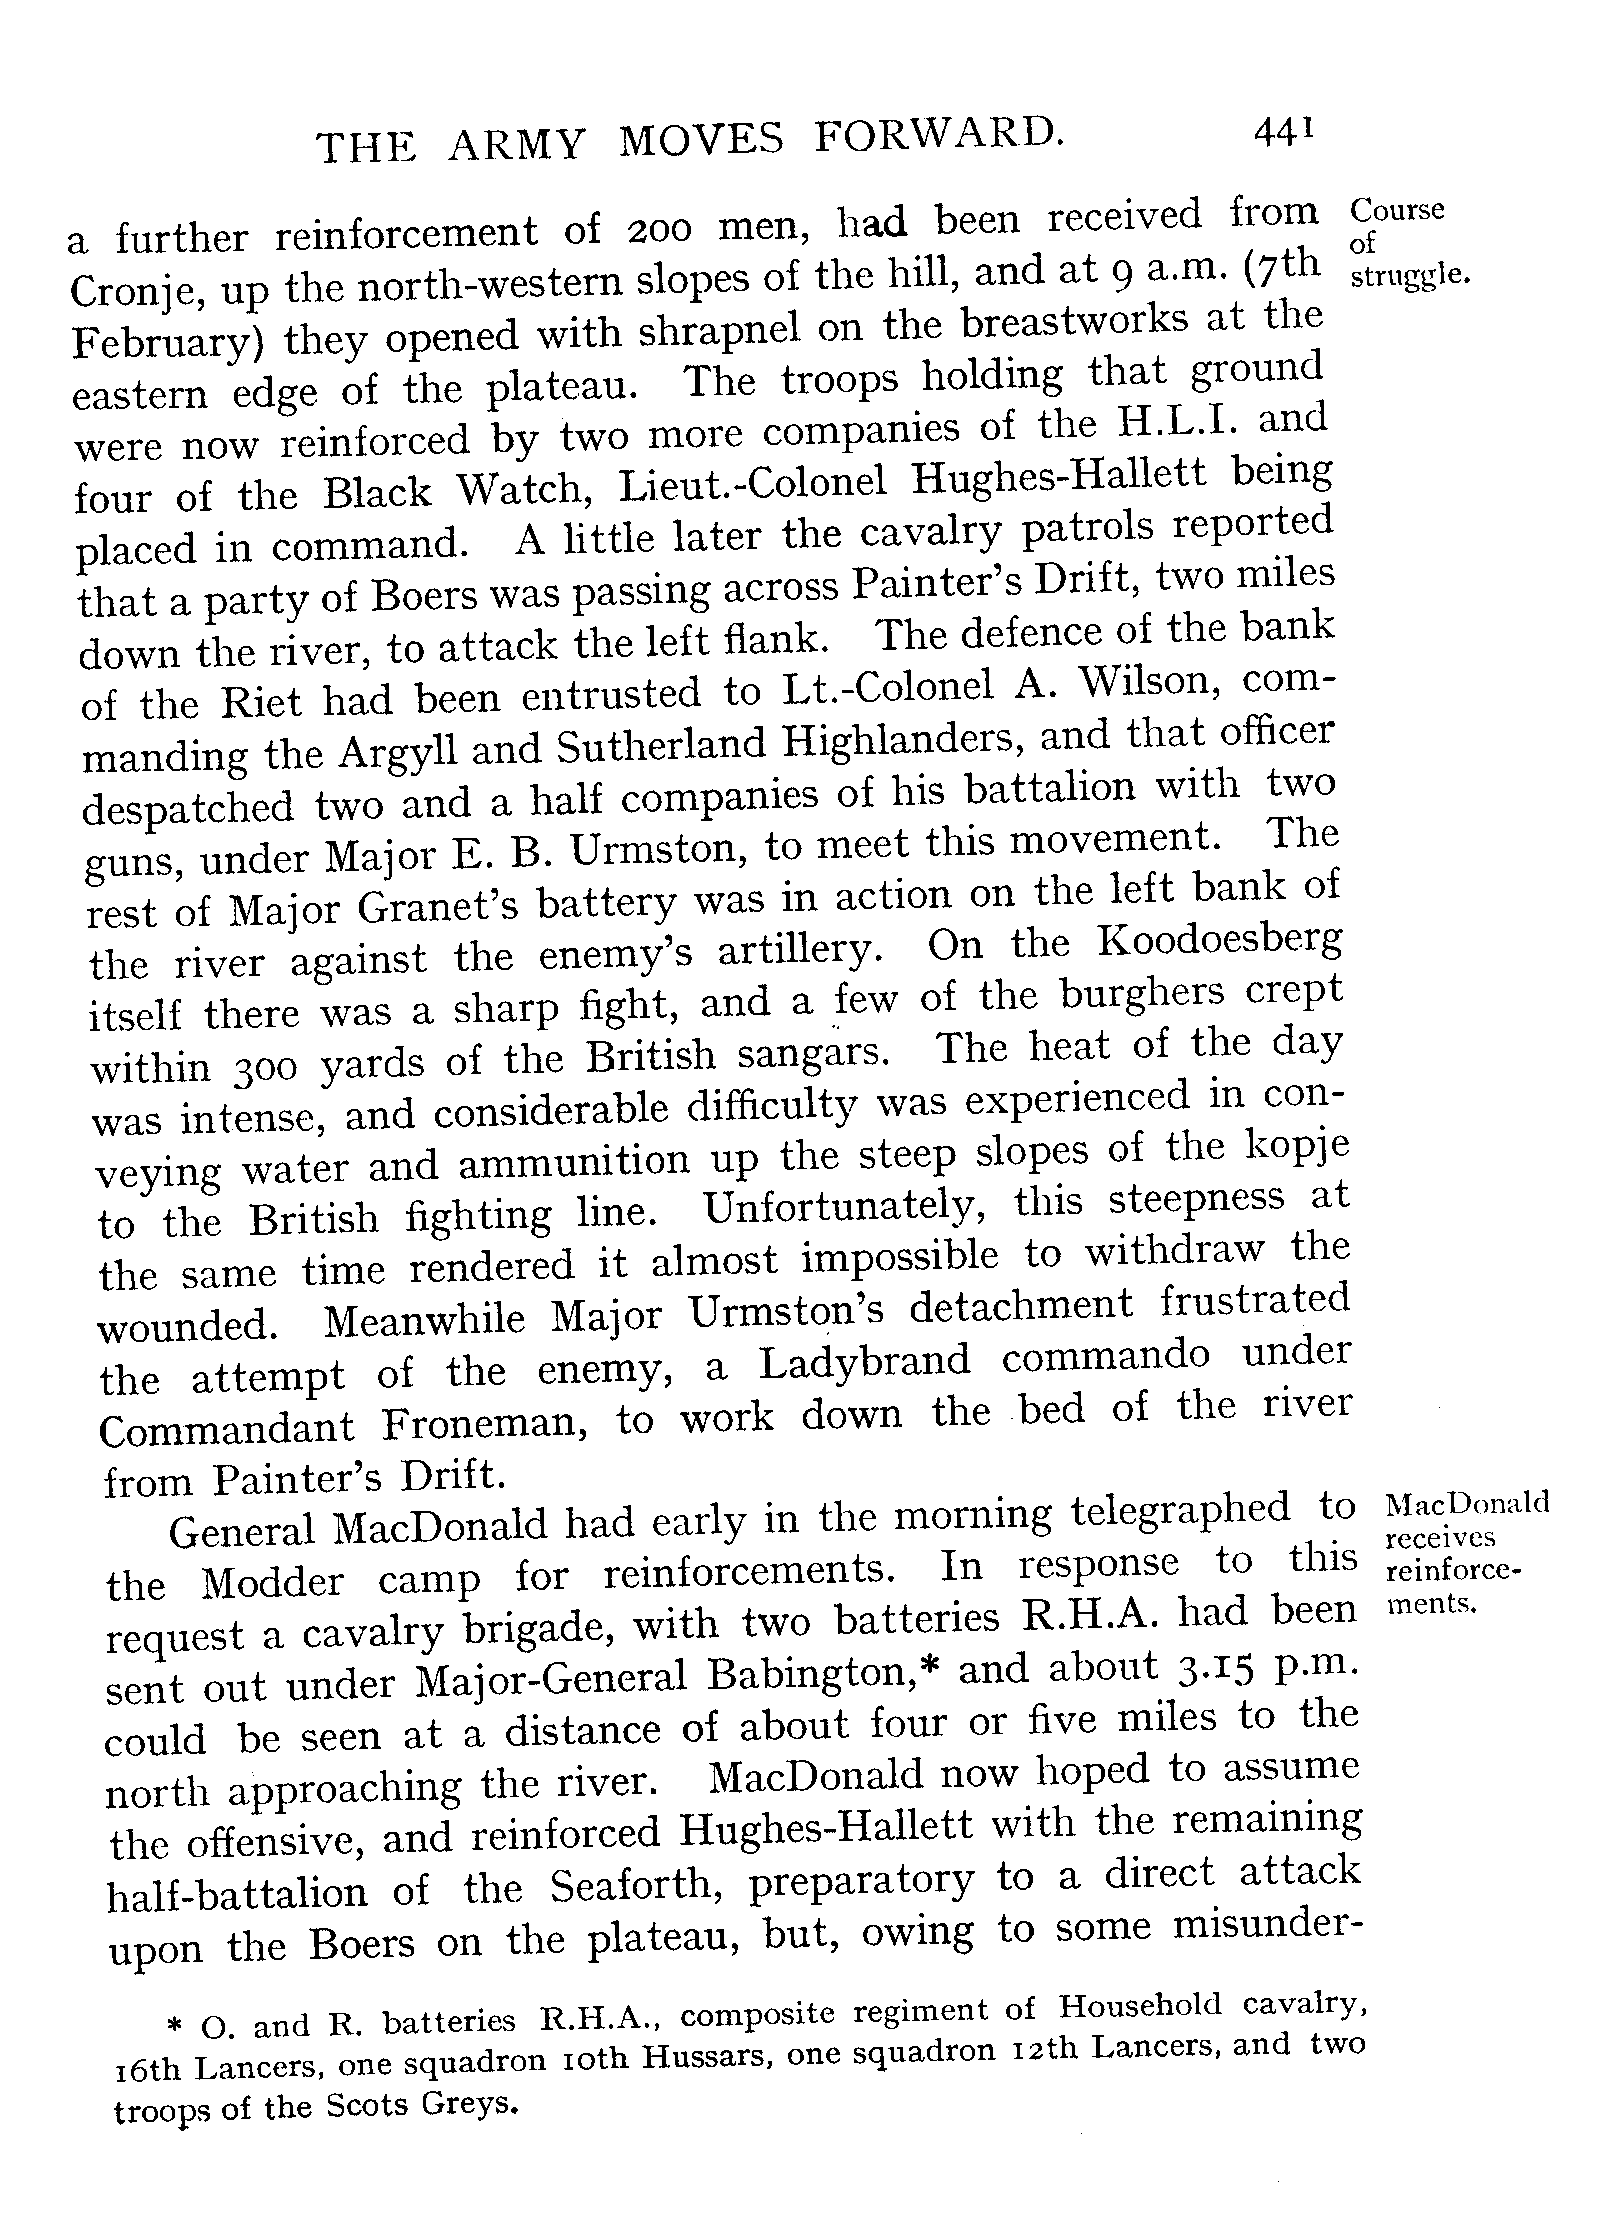 THE ARMY MOVES FORWARD. 441
a further reinforcement of 200 men, had been received from
Cronje, up the north-western slopes of the hill, and at 9 a.m. (7th
February) they opened with shrapnel on the breastworks at the
eastern edge of the plateau. The troops holding that ground
were now reinforced by two more companies of the H.L.I. and
four of the Black Watch, Lieut.-Colonel Hughes-Hallett being
placed in command. A little later the cavalry patrols reported
that a party of Boers was passing across Painter's Drift, two miles
down the river, to attack the left flank. The defence of the bank
of the Riet had been entrusted to Lt.-Colonel A. Wilson, com-
manding the Argyll and Sutherland Highlanders, and that officer
despatched two and a half companies of his battalion with two
guns, under Major E. B. Urmston, to meet this movement. The
rest of Major Granet's battery was in action on the left bank of
the river against the enemy's artillery. On the Koodoesberg
itself there was a sharp fight, and a few of the burghers crept
within 300 yards of the British sangars. The heat of the day
was intense, and considerable difficulty was experienced in con-
veying water and ammunition up the steep slopes of the kopje
to the British fighting line. Unfortunately, this steepness at
the same time rendered it almost impossible to withdraw the
wounded. Meanwhile Major Urmston's detachment frustrated
the attempt of the enemy, a Ladybrand commando under
Commandant Froneman, to work down the bed of the river
from Painter's Drift.
Course
of
struggle.
General MacDonald had early in the morning telegraphed to
the Modder camp for reinforcements. In response to this
request a cavalry brigade, with two batteries R.H.A. had been
sent out under Major-General Babington,* and about 3.15 p.m.
could be seen at a distance of about four or five miles to the
north approaching the river. MacDonald now hoped to assume
the offensive, and reinforced Hughes-Hallett with the remaining
half-battalion of the Seaforth, preparatory to a direct attack
upon the Boers on the plateau, but, owing to some misunder-
MacDonald
receives
reinforce-
ments.
* O. and R. batteries R.H.A., composite regiment of Household cavalry,
16th Lancers, one squadron 10th Hussars, one squadron 12th Lancers, and two
troops of the Scots Greys.